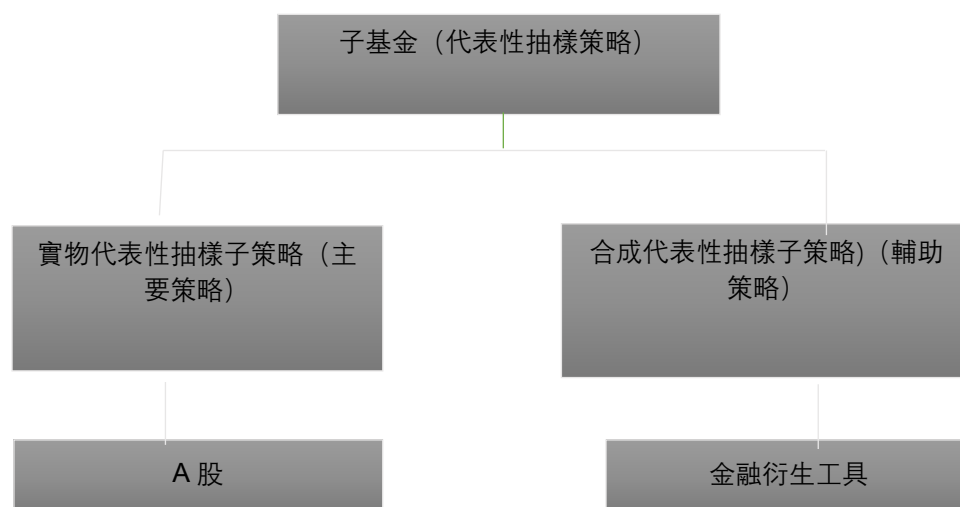 子基金（代表性抽樣策略）
實物代表性抽樣子策略（主
要策略）
合成代表性抽樣子策略)（輔助
策略）
A 股
金融衍生工具